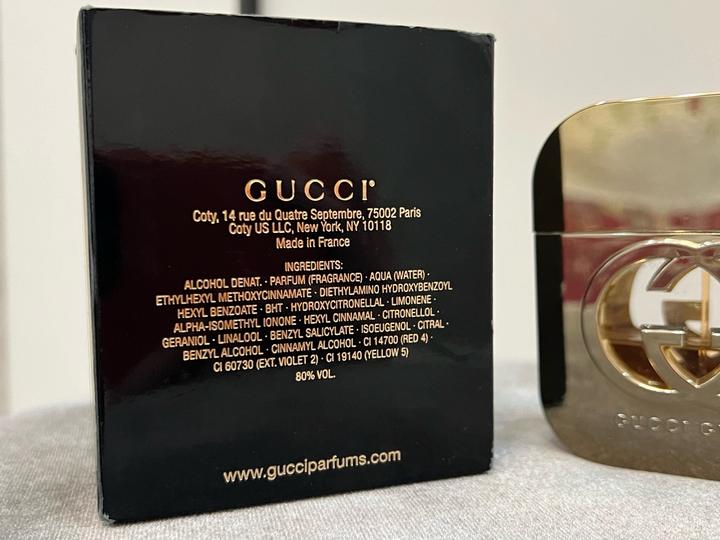 GUCCI®
Coty, 14 rue du Quatre Septembre, 75002 Paris
Coty US LLC, New York, NY 10118
Made in France
INGREDIENTS:
ALCOHOL DENAT. · PARFUM (FRAGRANCE) · AQUA (WATER) ·
ETHYLHEXYL METHOXYCINNAMATE · DIETHYLAMINO HYDROXYBENZOYL
HEXYL BENZOATE · BHT · HYDROXYCITRONELLAL · LIMONENE ·
ALPHA-ISOMETHYL IONONE · HEXYL CINNAMAL · CITRONELLOL ·
GERANIOL · LINALOOL · BENZYL SALICYLATE · ISOEUGENOL · CITRAL ·
BENZYL ALCOHOL · CINNAMYL ALCOHOL · CI 14700 (RED 4) ·
CI 60730 (EXT. VIOLET 2) · CI 19140 (YELLOW 5)
80% VOL.
www.gucciparfums.com
GUCCI